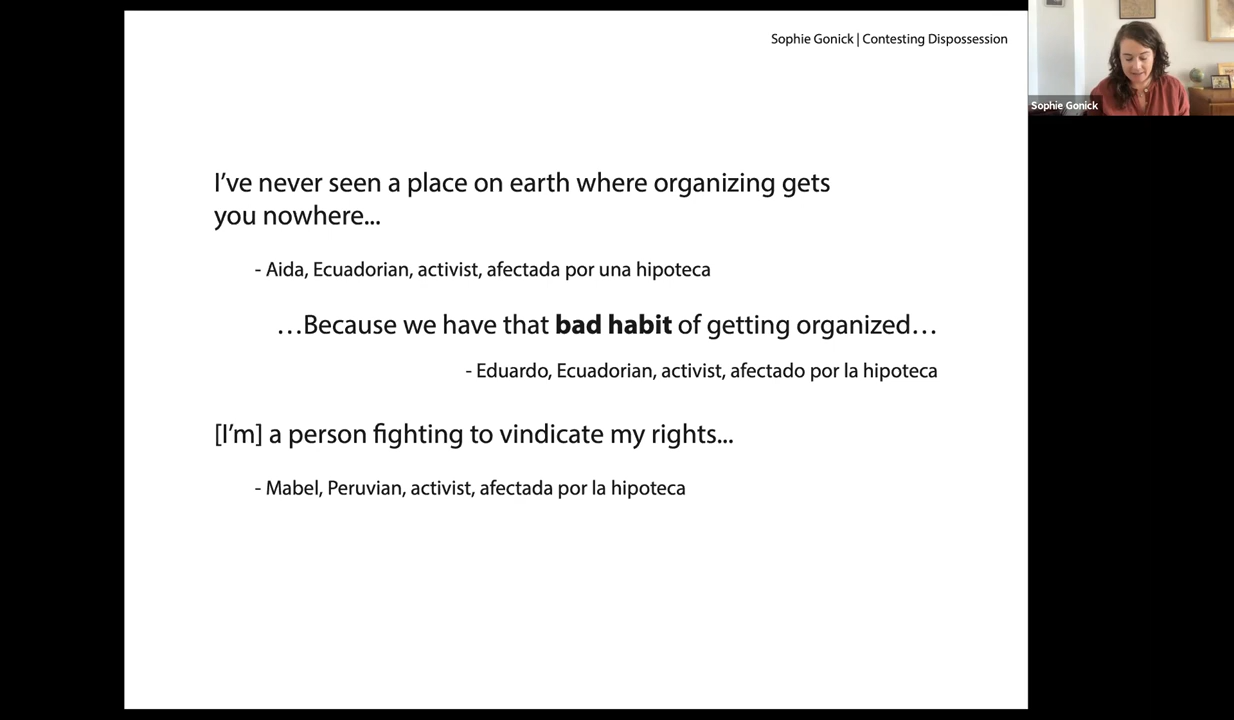 Sophie Gonick | Contesting Dispossession
Sophie Gonick
I've never seen a place on earth where organizing gets
you nowhere...
- Aida, Ecuadorian, activist, afectada por una hipoteca
…Because we have that bad habit of getting organized…
- Eduardo, Ecuadorian, activist, afectado por la hipoteca
[I'm] a person fighting to vindicate my rights...
- Mabel, Peruvian, activist, afectada por la hipoteca